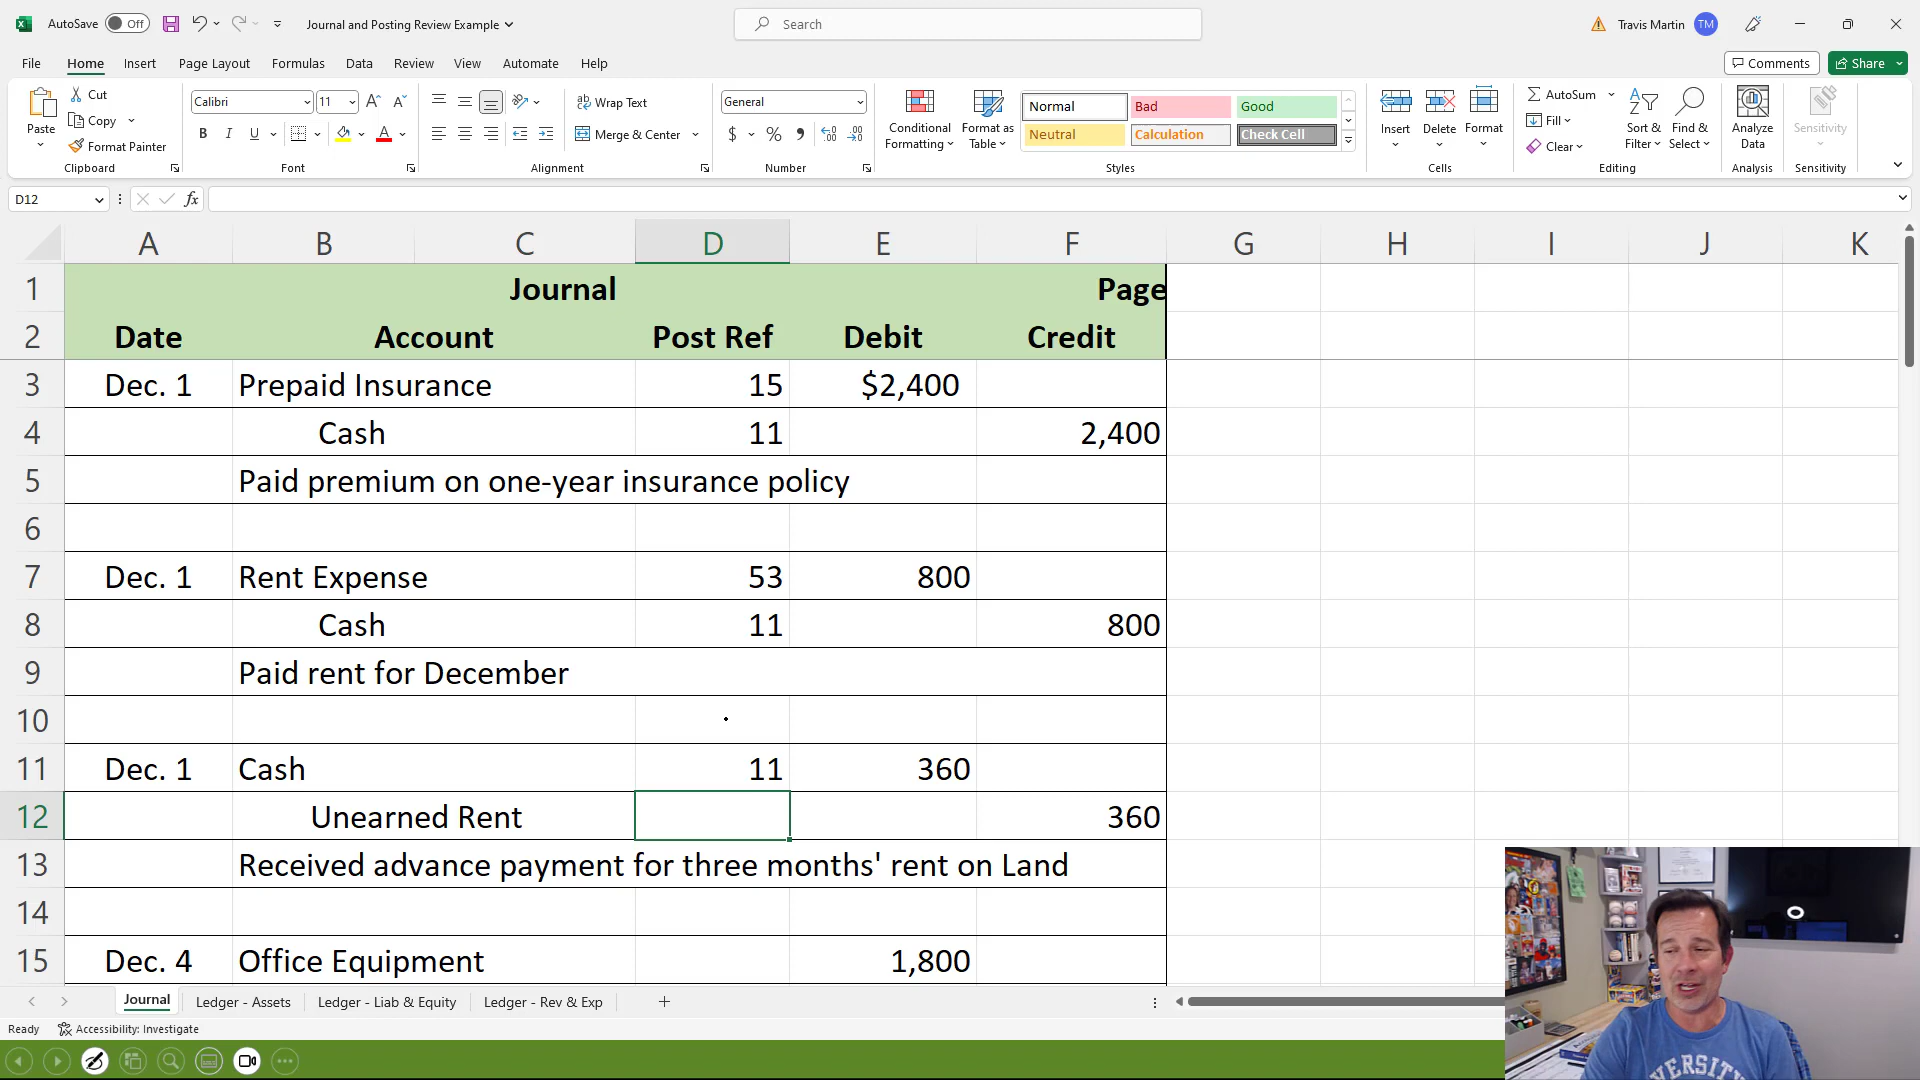 AutoSave Off Journal and Posting Review Example Search Travis Martin TM
File Home Insert Page Layout Formulas Data Review View Automate Help Comments Share
Paste Cut Copy Format Painter Clipboard
Calibri 11 B I U A Font
Wrap Text Merge & Center Alignment
General $ % Number
Conditional Formatting Format as Table Normal Bad Good Neutral Calculation Check Cell Styles
Insert Delete Format Cells
AutoSum Fill Clear Sort & Filter Find & Select Editing
Analyze Data Analysis Sensitivity Sensitivity
D12 fx
A B C D E F G H I J K
1 Journal Page
2 Date Account Post Ref Debit Credit
3 Dec. 1 Prepaid Insurance 15 $2,400
4 Cash 11 2,400
5 Paid premium on one-year insurance policy
6
7 Dec. 1 Rent Expense 53 800
8 Cash 11 800
9 Paid rent for December
10
11 Dec. 1 Cash 11 360
12 Unearned Rent 360
13 Received advance payment for three months' rent on Land
14
15 Dec. 4 Office Equipment 1,800
Journal Ledger - Assets Ledger - Liab & Equity Ledger - Rev & Exp
Ready Accessibility: Investigate
VERSITY